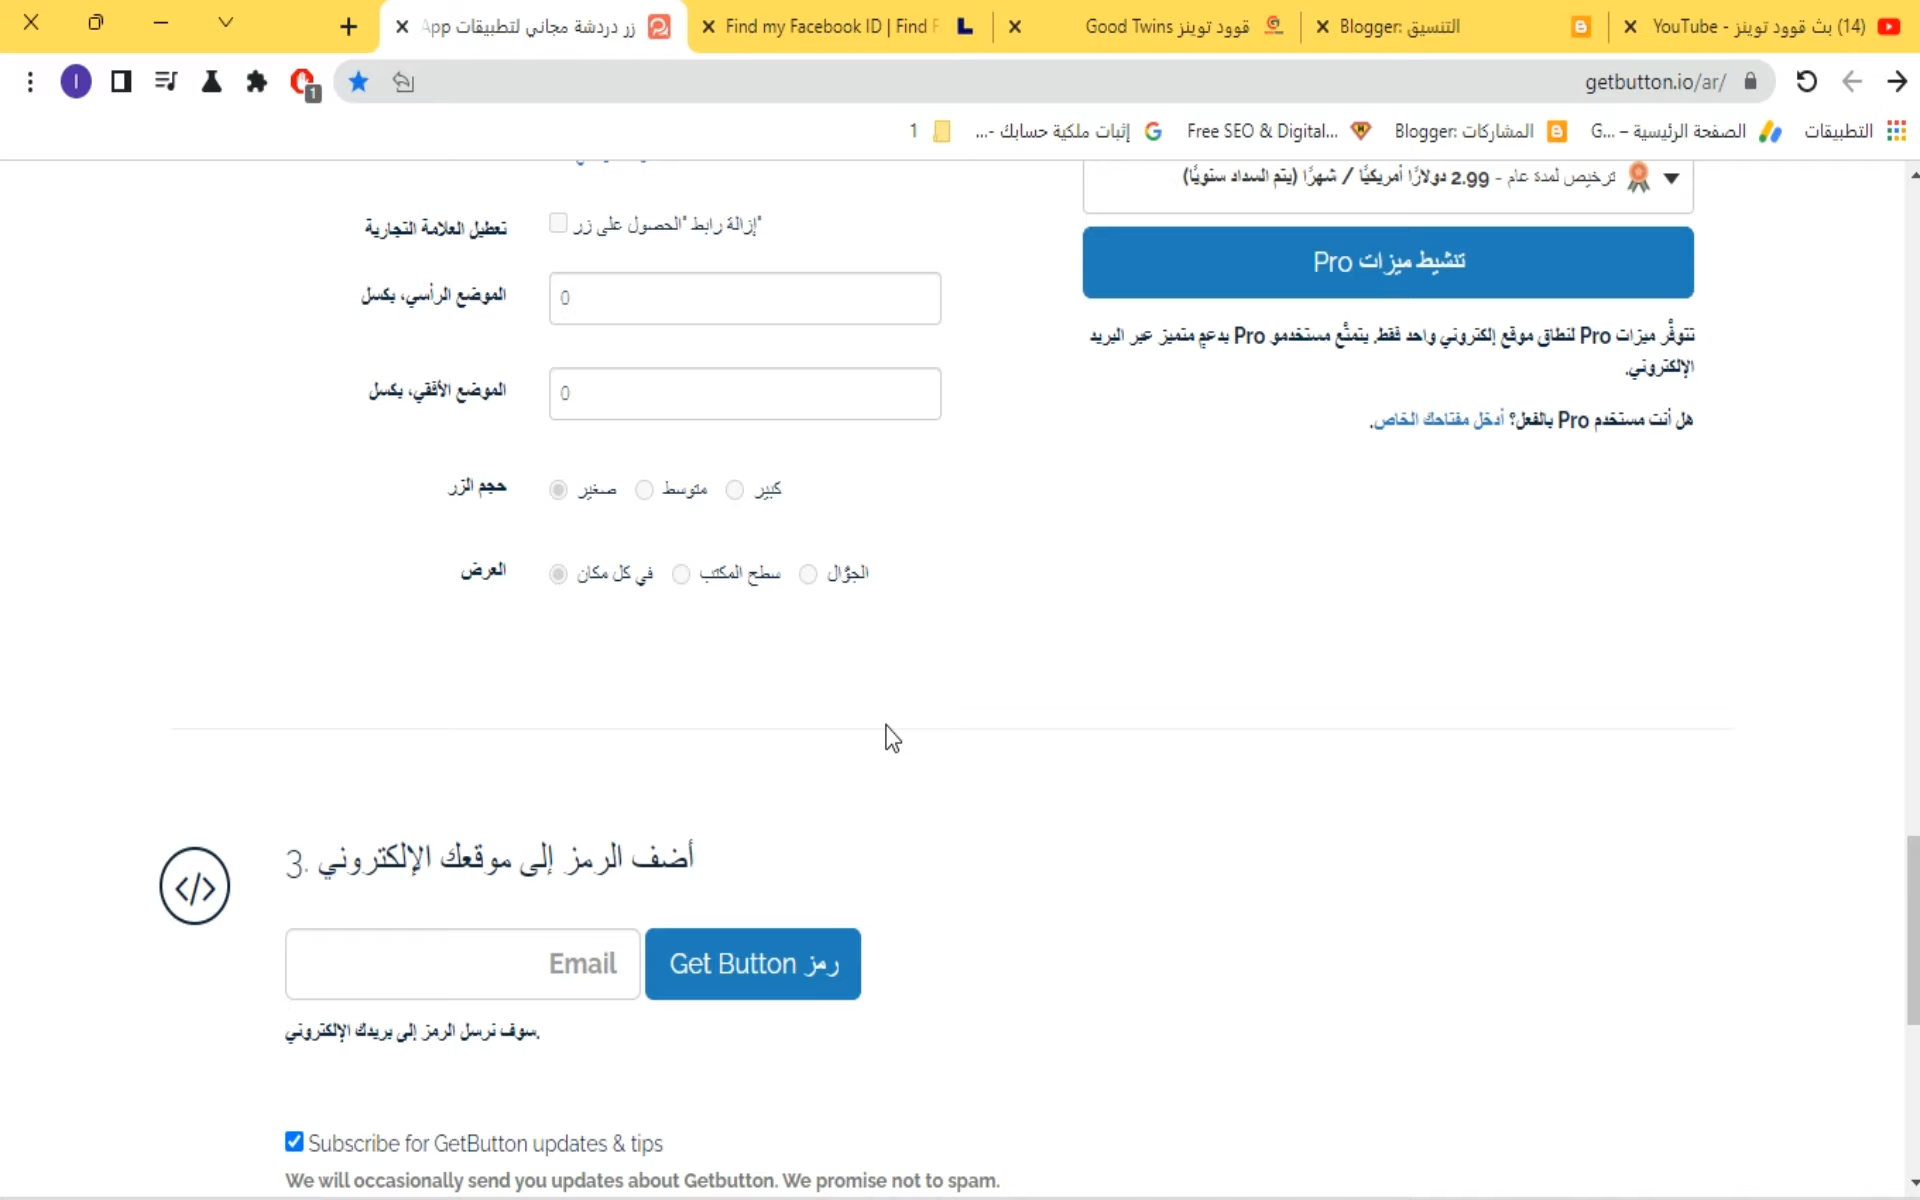 زر دردشة مجاني لتطبيقات App
Find my Facebook ID | Find F
قوود توينز Good Twins
Blogger: التنسيق
(14) بث قوود توينز - YouTube
1
getbutton.io/ar/
1
إثبات ملكية حسابك -...
Free SEO & Digital...
Blogger: المشاركات
الصفحة الرئيسية – G...
التطبيقات
ترخيص لمدة عام - 2.99 دولارًا أمريكيًا / شهرًا (يتم السداد سنويًا)
تعطيل العلامة التجارية
إزالة رابط "الحصول على زر"
تنشيط ميزات Pro
الموضع الرأسي، بكسل
0
تتوفَّر ميزات Pro لنطاق موقع إلكتروني واحد فقط. يتمتَّع مستخدمو Pro بدعمٍ متميز عبر البريد
الإلكتروني.
الموضع الأفقي، بكسل
0
هل أنت مستخدم Pro بالفعل؟ أدخل مفتاحك الخاص.
حجم الزر
صغير
متوسط
كبير
العرض
في كل مكان
سطح المكتب
الجوَّال
3. أضف الرمز إلى موقعك الإلكتروني
Email
رمز Get Button
سوف نرسل الرمز إلى بريدك الإلكتروني.
Subscribe for GetButton updates & tips
We will occasionally send you updates about Getbutton. We promise not to spam.